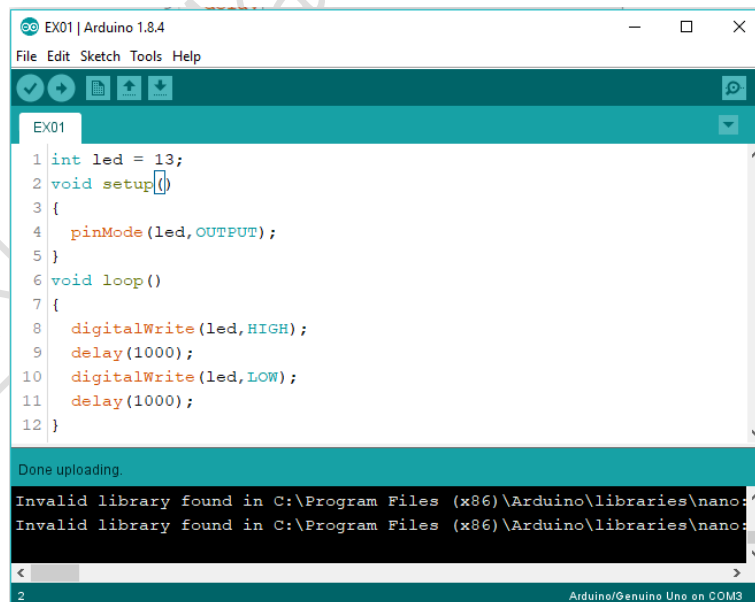 EX01 | Arduino 1.8.4
File Edit Sketch Tools Help
EX01
1 int led = 13;
2 void setup()
3 {
4 pinMode(led,OUTPUT);
5 }
6 void loop()
7 {
8 digitalWrite(led,HIGH);
9 delay(1000);
10 digitalWrite(led,LOW);
11 delay(1000);
12 }
Done uploading.
Invalid library found in C:\Program Files (x86)\Arduino\libraries\nano:
Invalid library found in C:\Program Files (x86)\Arduino\libraries\nano:
2 Arduino/Genuino Uno on COM3